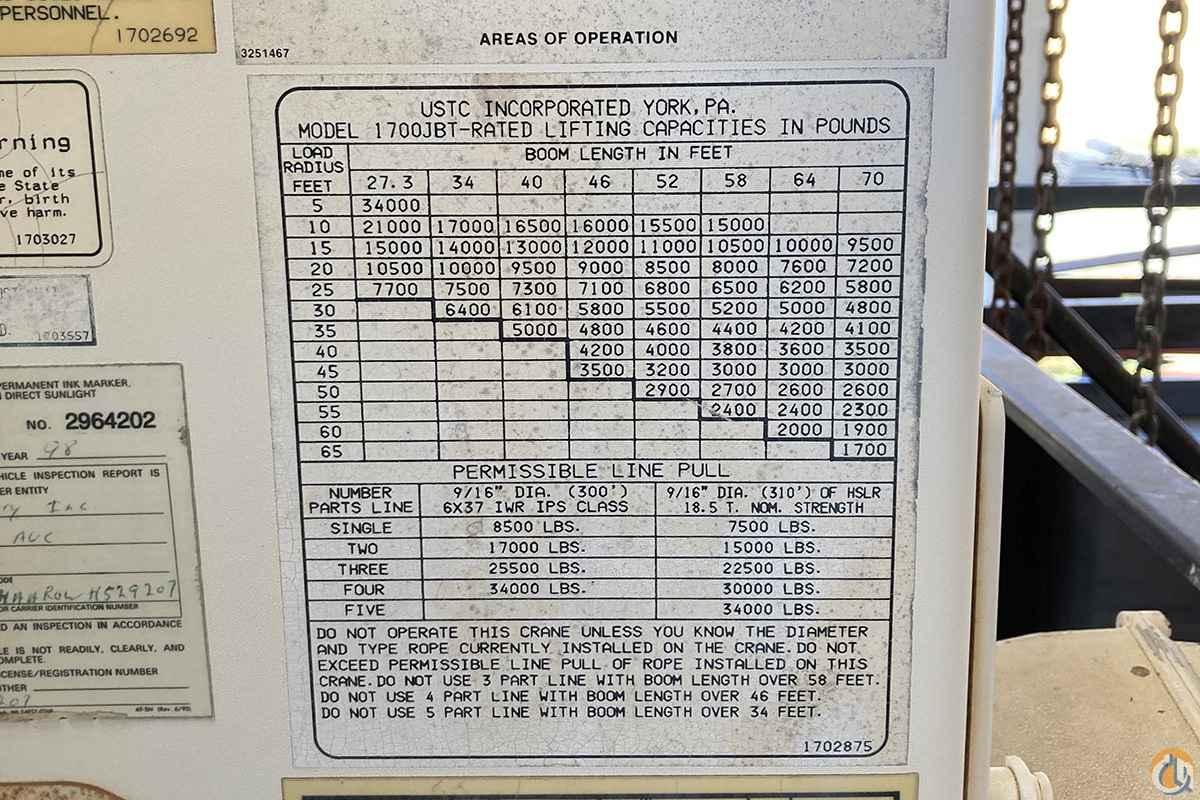 PERSONNEL.
1702692
3251467
AREAS OF OPERATION
USTC INCORPORATED YORK, PA.
MODEL 1700JBT-RATED LIFTING CAPACITIES IN POUNDS
LOAD RADIUS FEET BOOM LENGTH IN FEET
27.3 34 40 46 52 58 64 70
5 34000
10 21000 17000 16500 16000 15500 15000
15 15000 14000 13000 12000 11000 10500 10000 9500
20 10500 10000 9500 9000 8500 8000 7600 7200
25 7700 7500 7300 7100 6800 6500 6200 5800
30 6400 6100 5800 5500 5200 5000 4800
35 5000 4800 4600 4400 4200 4100
40 4200 4000 3800 3600 3500
45 3500 3200 3000 3000 3000
50 2900 2700 2600 2600
55 2400 2400 2300
60 2000 1900
65 1700
PERMISSIBLE LINE PULL
NUMBER PARTS LINE 9/16" DIA. (300') 6X37 IWR IPS CLASS 9/16" DIA. (310') OF HSLR 18.5 T. NOM. STRENGTH
SINGLE 8500 LBS. 7500 LBS.
TWO 17000 LBS. 15000 LBS.
THREE 25500 LBS. 22500 LBS.
FOUR 34000 LBS. 30000 LBS.
FIVE 34000 LBS.
DO NOT OPERATE THIS CRANE UNLESS YOU KNOW THE DIAMETER
AND TYPE ROPE CURRENTLY INSTALLED ON THE CRANE.DO NOT
EXCEED PERMISSIBLE LINE PULL OF ROPE INSTALLED ON THIS
CRANE.DO NOT USE 3 PART LINE WITH BOOM LENGTH OVER 58 FEET.
DO NOT USE 4 PART LINE WITH BOOM LENGTH OVER 46 FEET.
DO NOT USE 5 PART LINE WITH BOOM LENGTH OVER 34 FEET.
1702875
rning
me of its
e State
r, birth
ve harm.
1703027
D.
1703557
PERMANENT INK MARKER.
DIRECT SUNLIGHT
NO. 2964202
YEAR 98
HICLE INSPECTION REPORT IS
ER ENTITY
ry Inc
AVE
H529207
OR CARRIER IDENTIFICATION NUMBER
D AN INSPECTION IN ACCORDANCE
LE IS NOT READILY, CLEARLY, AND
OMPLETE.
ICENSE/REGISTRATION NUMBER
THER